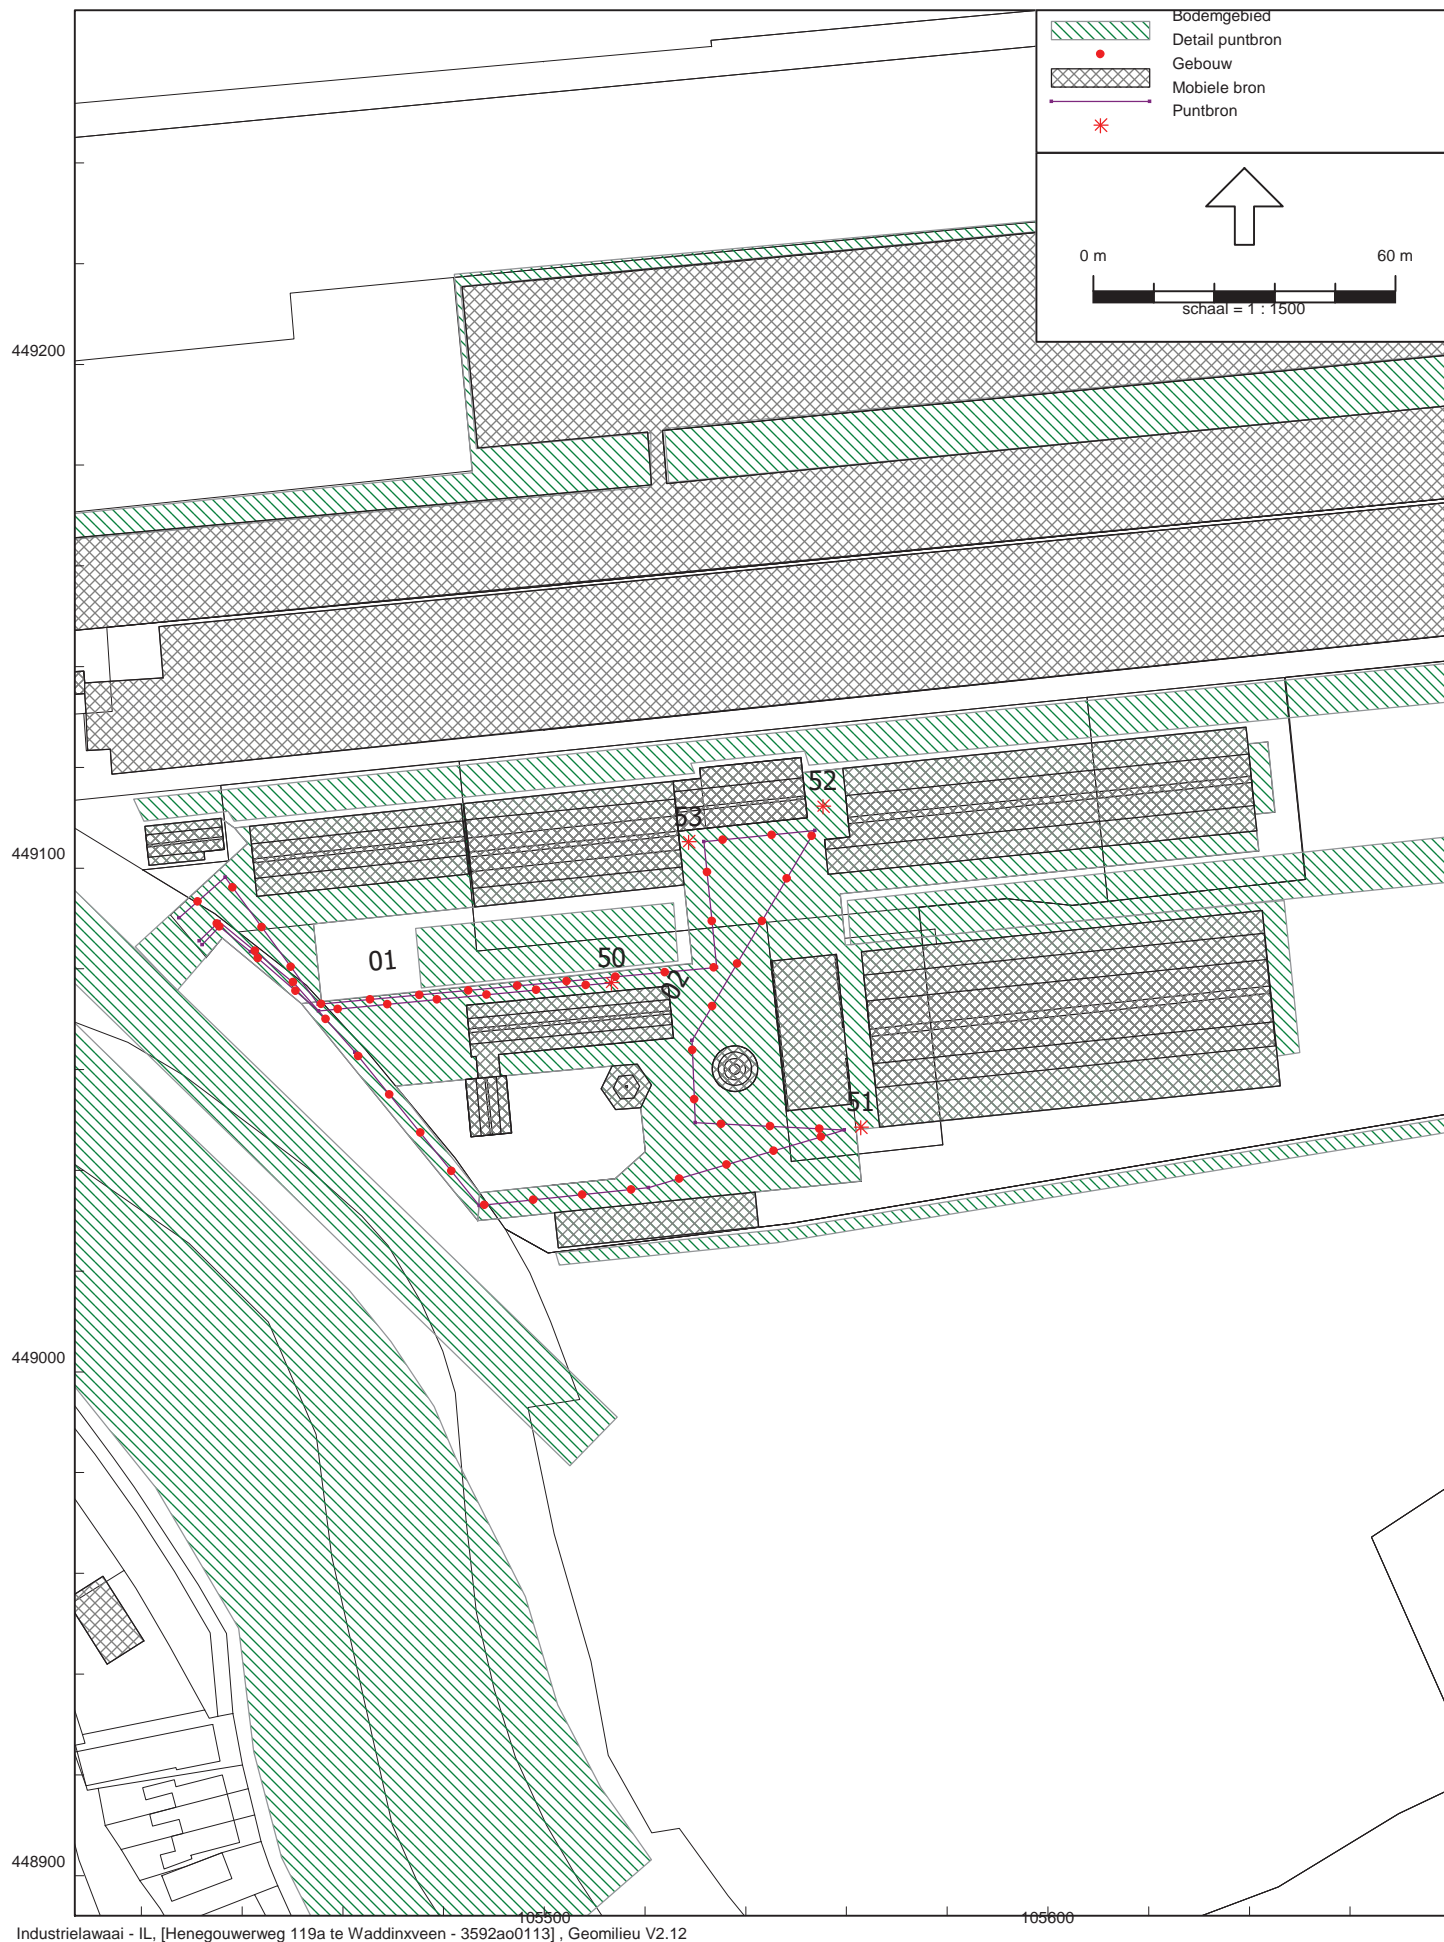 Bodemgebied
Detail puntbron
Gebouw
Mobiele bron
Puntbron
0 m
60 m
schaal = 1 : 1500
449200
449100
449000
448900
52
53
01
50
02
51
105500
105600
Industrielawaai - IL, [Henegouwerweg 119a te Waddinxveen - 3592ao0113] , Geomilieu V2.12